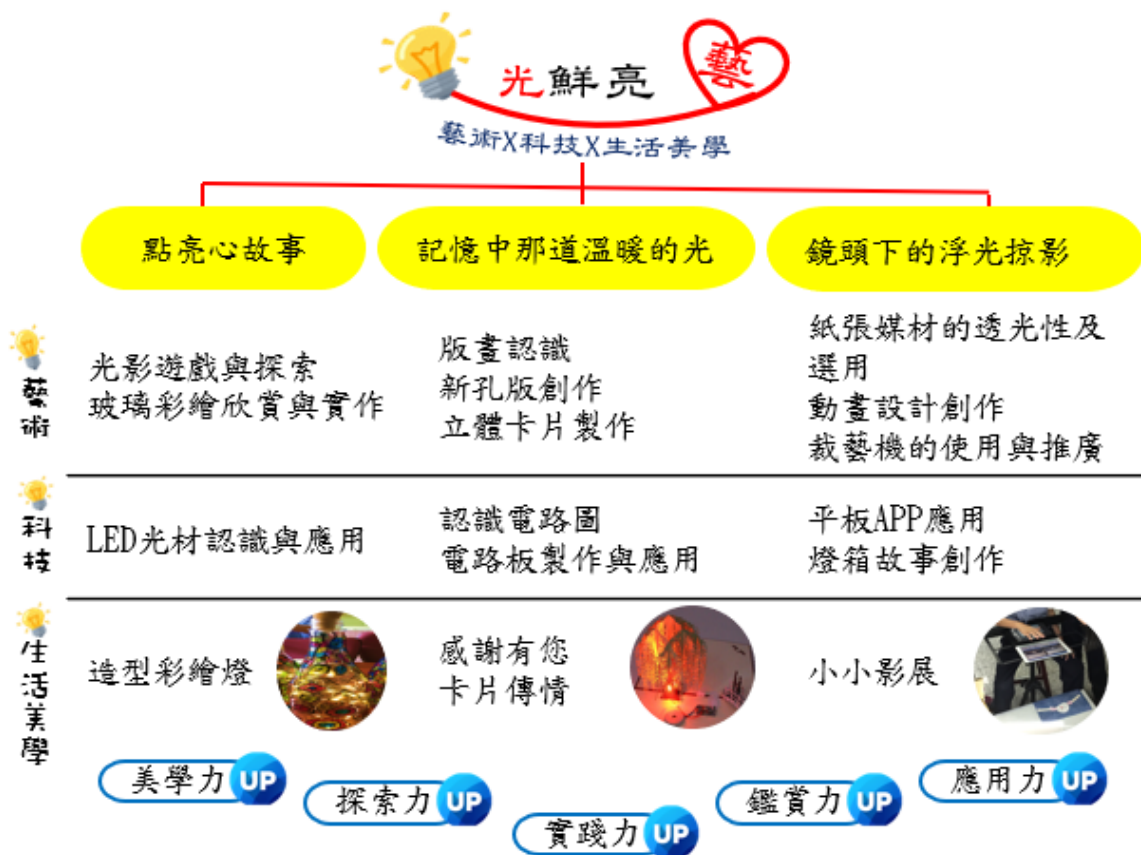 光鮮亮
藝
藝術X科技X生活美學
點亮心故事
記憶中那道溫暖的光
鏡頭下的浮光掠影
藝術
光影遊戲與探索
玻璃彩繪欣賞與實作
版畫認識
新孔版創作
立體卡片製作
紙張媒材的透光性及
選用
動畫設計創作
裁藝機的使用與推廣
科技
LED光材認識與應用
認識電路圖
電路板製作與應用
平板APP應用
燈箱故事創作
生活美學
造型彩繪燈
感謝有您
卡片傳情
小小影展
美學力 UP
探索力 UP
實踐力 UP
鑑賞力 UP
應用力 UP